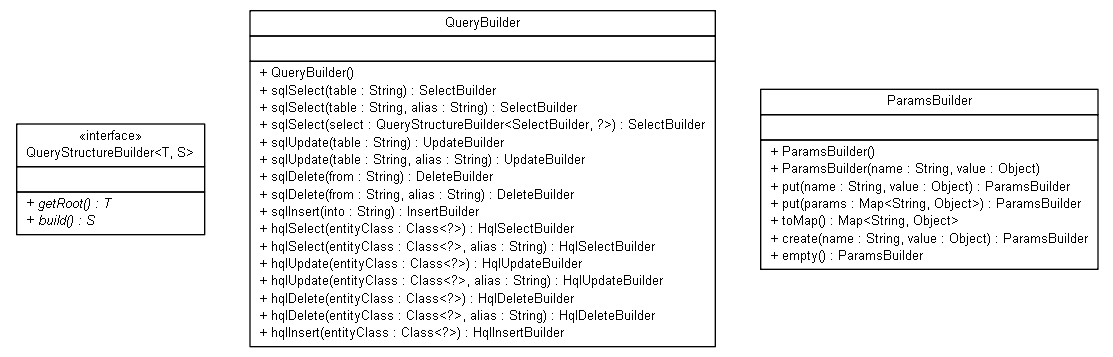 «interface»
QueryStructureBuilder<T, S>
+ getRoot() : T
+ build() : S
QueryBuilder
+ QueryBuilder()
+ sqlSelect(table : String) : SelectBuilder
+ sqlSelect(table : String, alias : String) : SelectBuilder
+ sqlSelect(select : QueryStructureBuilder<SelectBuilder, ?>) : SelectBuilder
+ sqlUpdate(table : String) : UpdateBuilder
+ sqlUpdate(table : String, alias : String) : UpdateBuilder
+ sqlDelete(from : String) : DeleteBuilder
+ sqlDelete(from : String, alias : String) : DeleteBuilder
+ sqlInsert(into : String) : InsertBuilder
+ hqlSelect(entityClass : Class<?>) : HqlSelectBuilder
+ hqlSelect(entityClass : Class<?>, alias : String) : HqlSelectBuilder
+ hqlUpdate(entityClass : Class<?>) : HqlUpdateBuilder
+ hqlUpdate(entityClass : Class<?>, alias : String) : HqlUpdateBuilder
+ hqlDelete(entityClass : Class<?>) : HqlDeleteBuilder
+ hqlDelete(entityClass : Class<?>, alias : String) : HqlDeleteBuilder
+ hqlInsert(entityClass : Class<?>) : HqlInsertBuilder
ParamsBuilder
+ ParamsBuilder()
+ ParamsBuilder(name : String, value : Object)
+ put(name : String, value : Object) : ParamsBuilder
+ put(params : Map<String, Object>) : ParamsBuilder
+ toMap() : Map<String, Object>
+ create(name : String, value : Object) : ParamsBuilder
+ empty() : ParamsBuilder